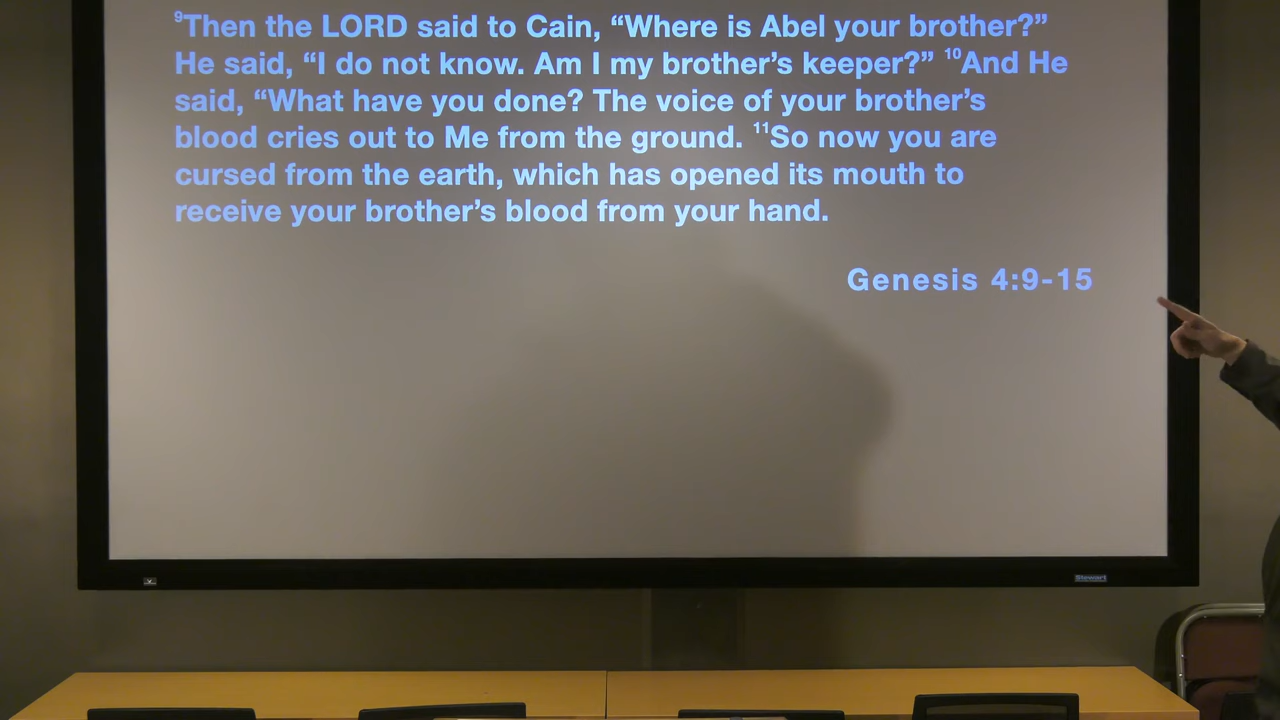 ⁹Then the LORD said to Cain, “Where is Abel your brother?”
He said, “I do not know. Am I my brother’s keeper?” ¹⁰And He
said, “What have you done? The voice of your brother’s
blood cries out to Me from the ground. ¹¹So now you are
cursed from the earth, which has opened its mouth to
receive your brother’s blood from your hand.
Genesis 4:9-15
Stewart